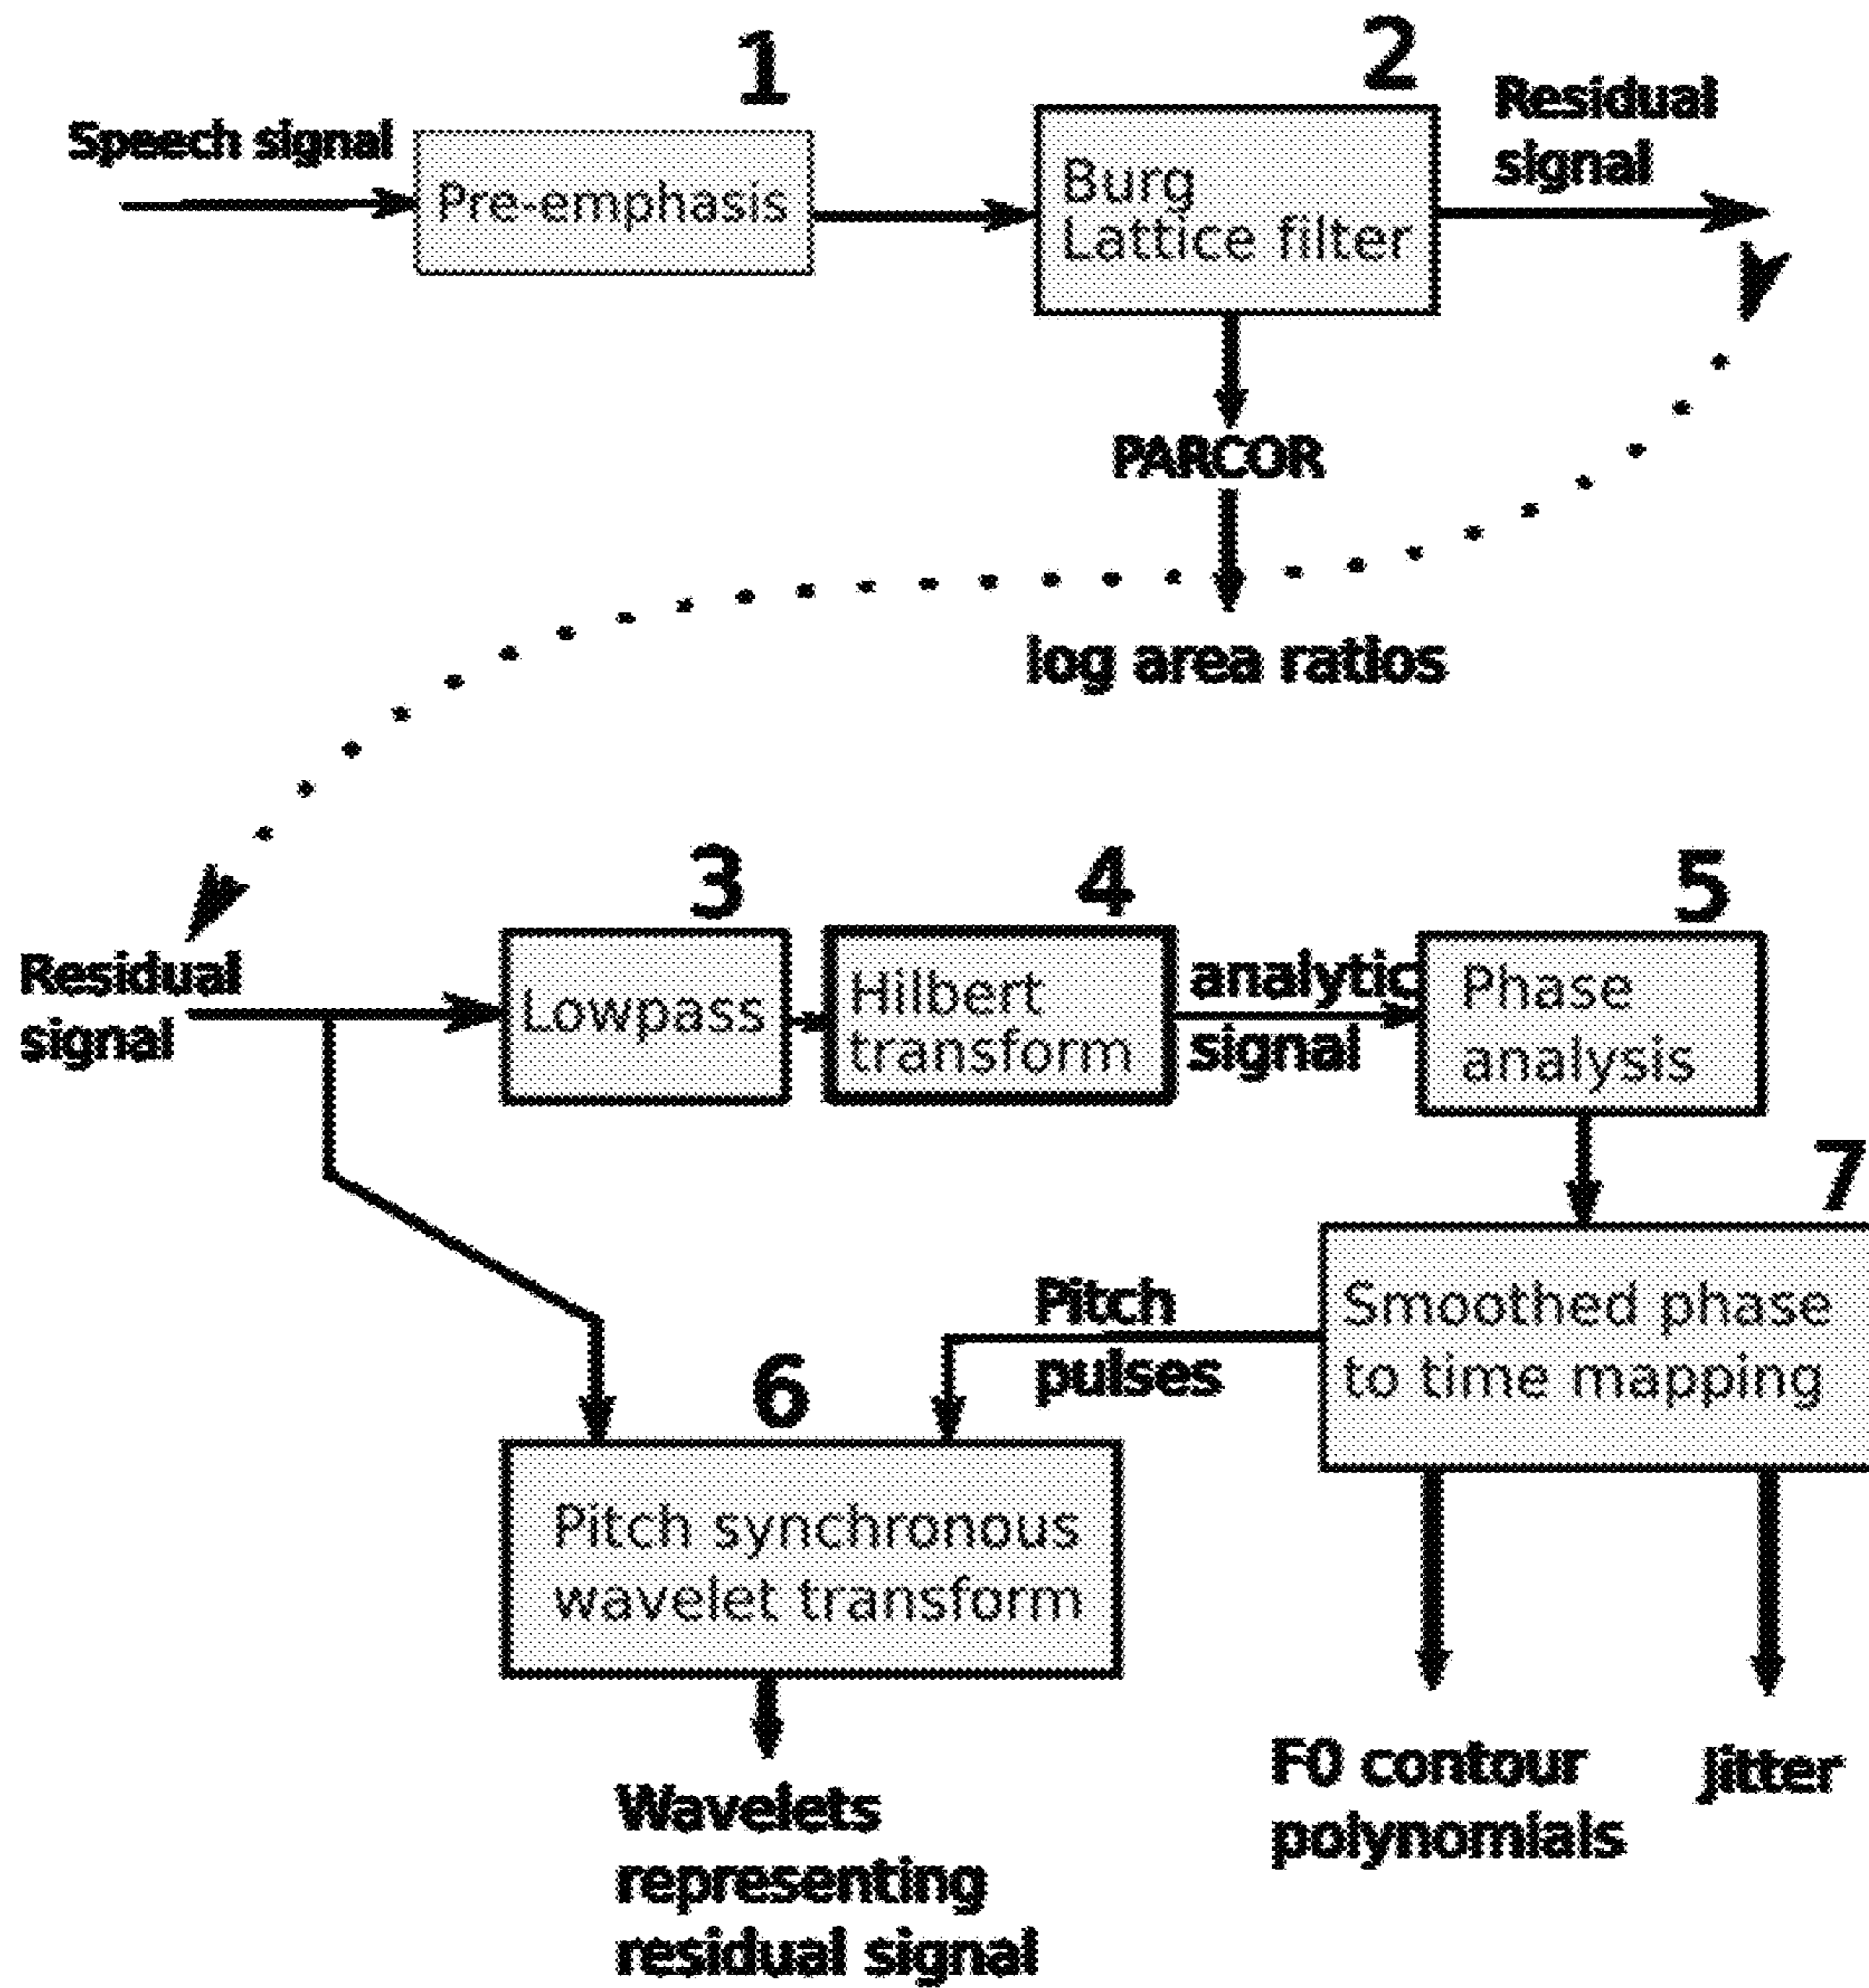 1
2
Speech signal
Pre-emphasis
Burg
Lattice filter
Residual
signal
PARCOR
log area ratios
3
4
5
Residual
signal
Lowpass
Hilbert
transform
analytic
signal
Phase
analysis
7
Smoothed phase
to time mapping
Pitch
pulses
6
Pitch synchronous
wavelet transform
F0 contour
polynomials
Jitter
Wavelets
representing
residual signal